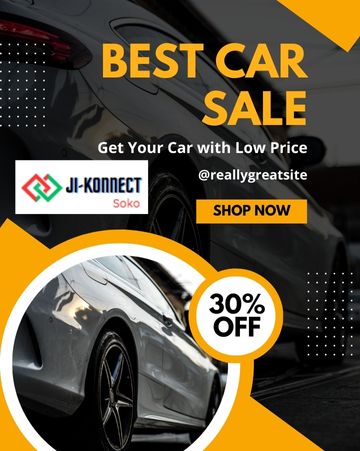 BEST CAR
SALE
Get Your Car with Low Price
@reallygreatsite
JI-KONNECT
Soko
SHOP NOW
30%
OFF